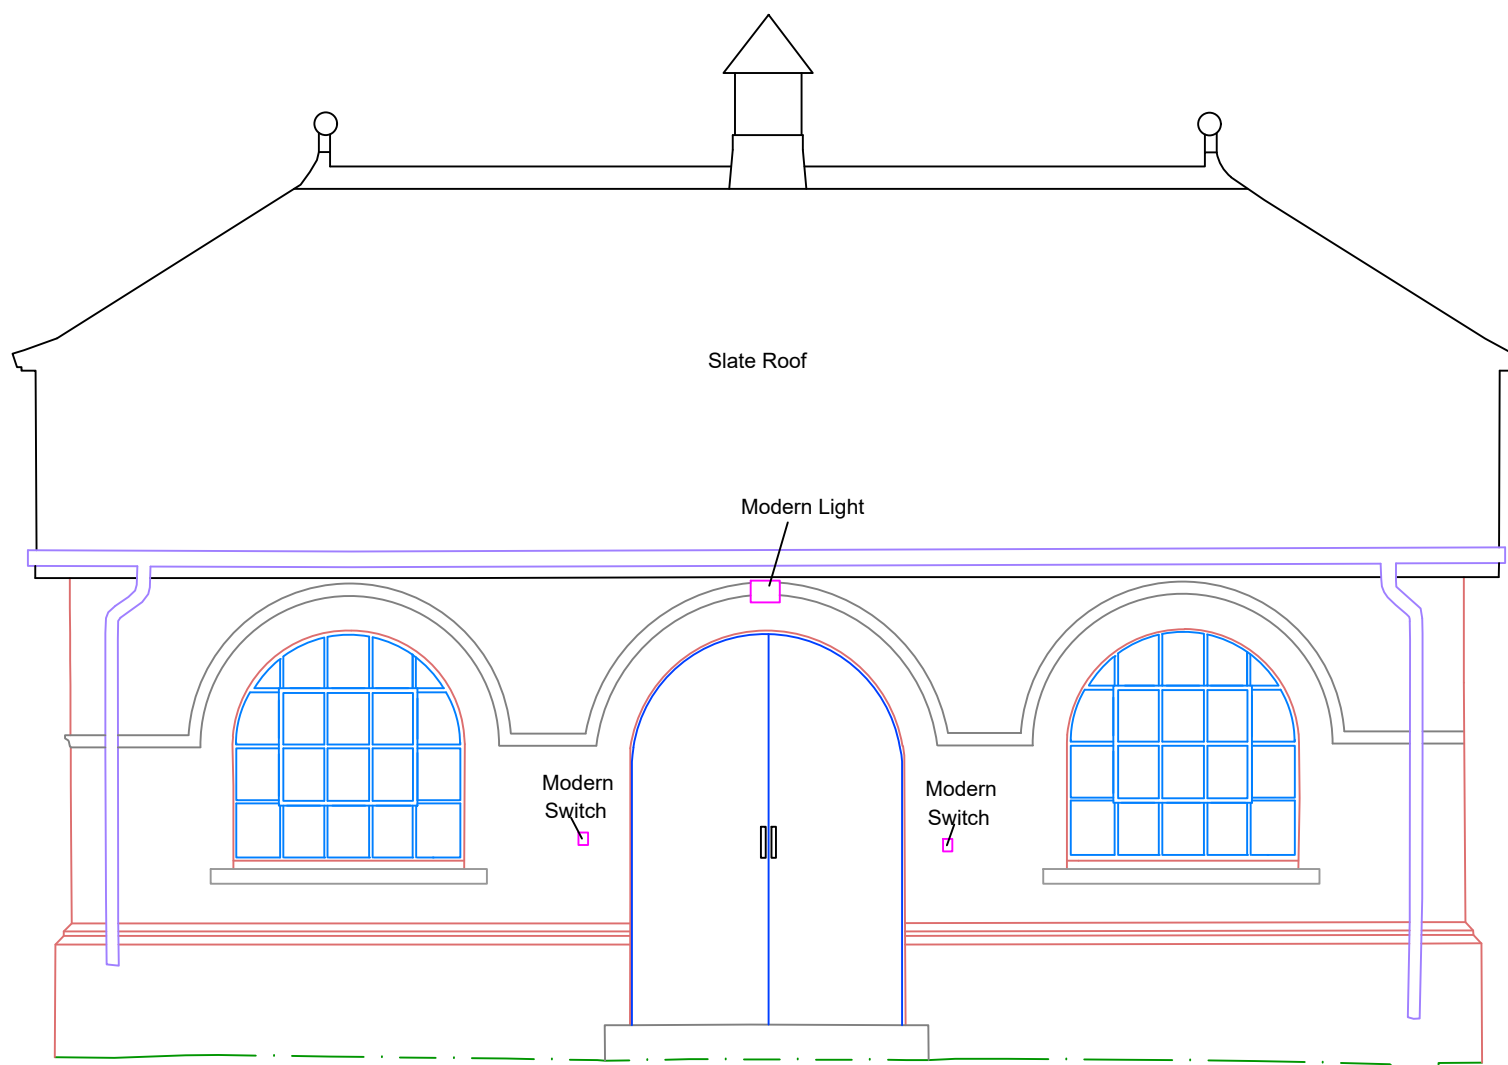 Slate Roof
Modern Light
Modern
Switch
Modern
Switch